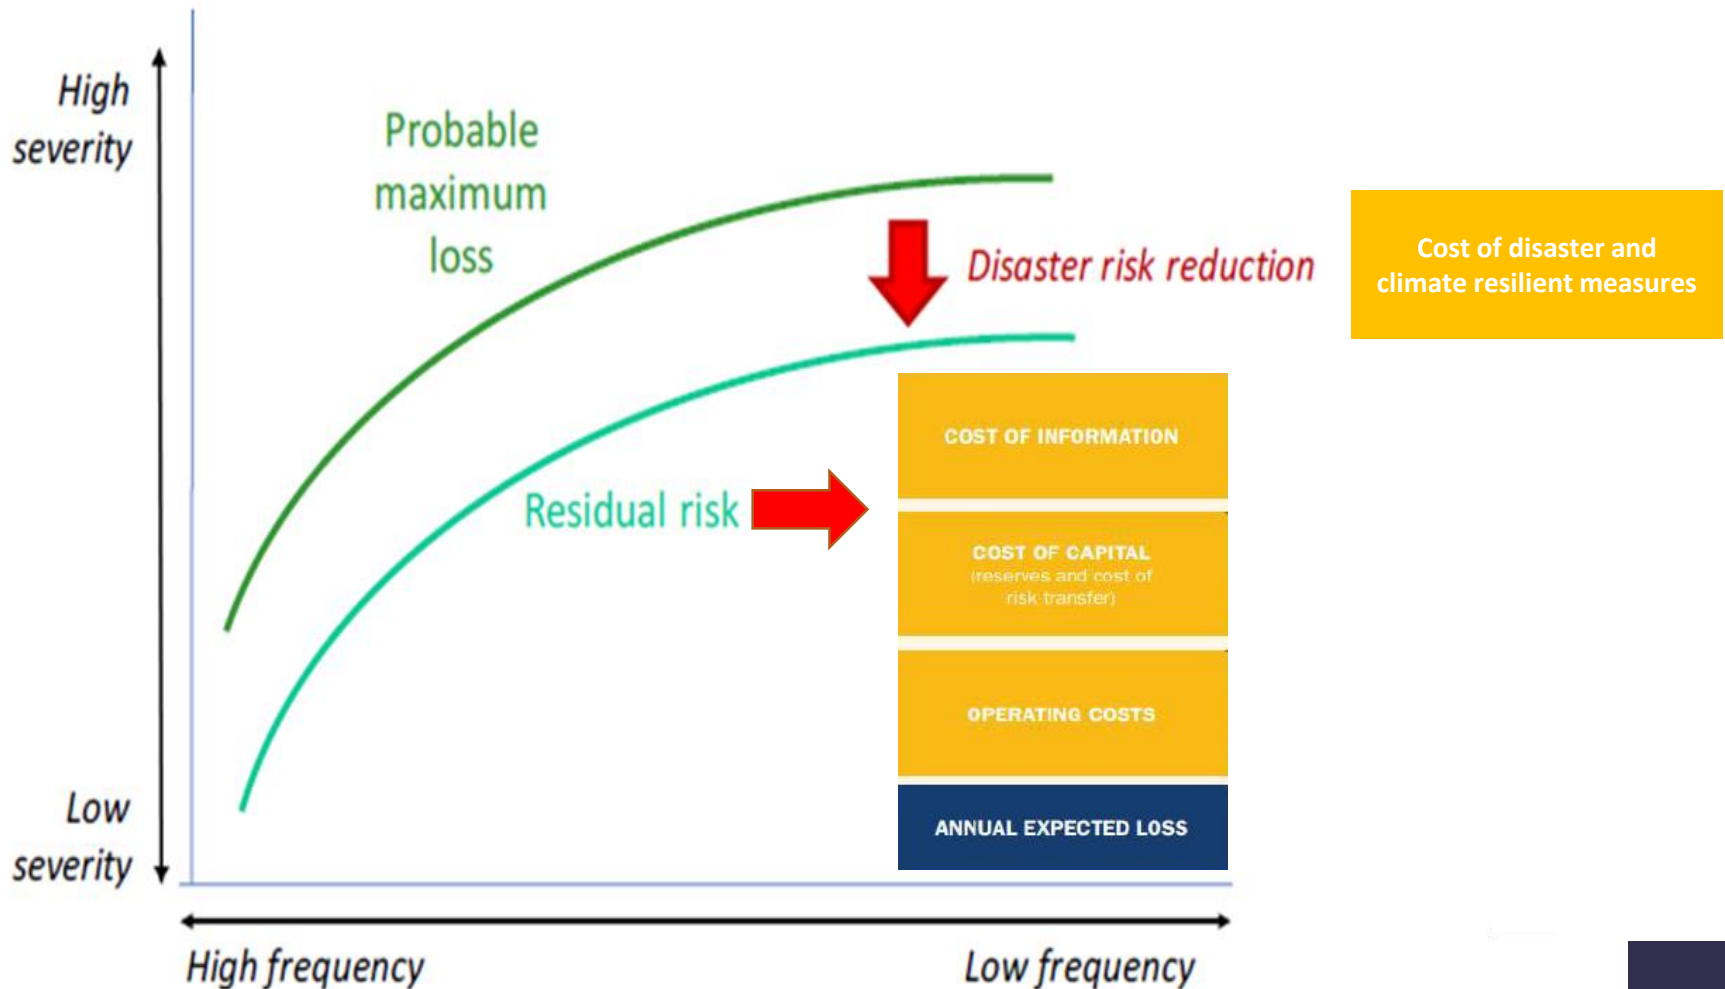 High
severity
Probable
maximum
loss
Disaster risk reduction
Cost of disaster and
climate resilient measures
COST OF INFORMATION
Residual risk
COST OF CAPITAL
(reserves and cost of
risk transfer)
OPERATING COSTS
Low
severity
ANNUAL EXPECTED LOSS
High frequency
Low frequency